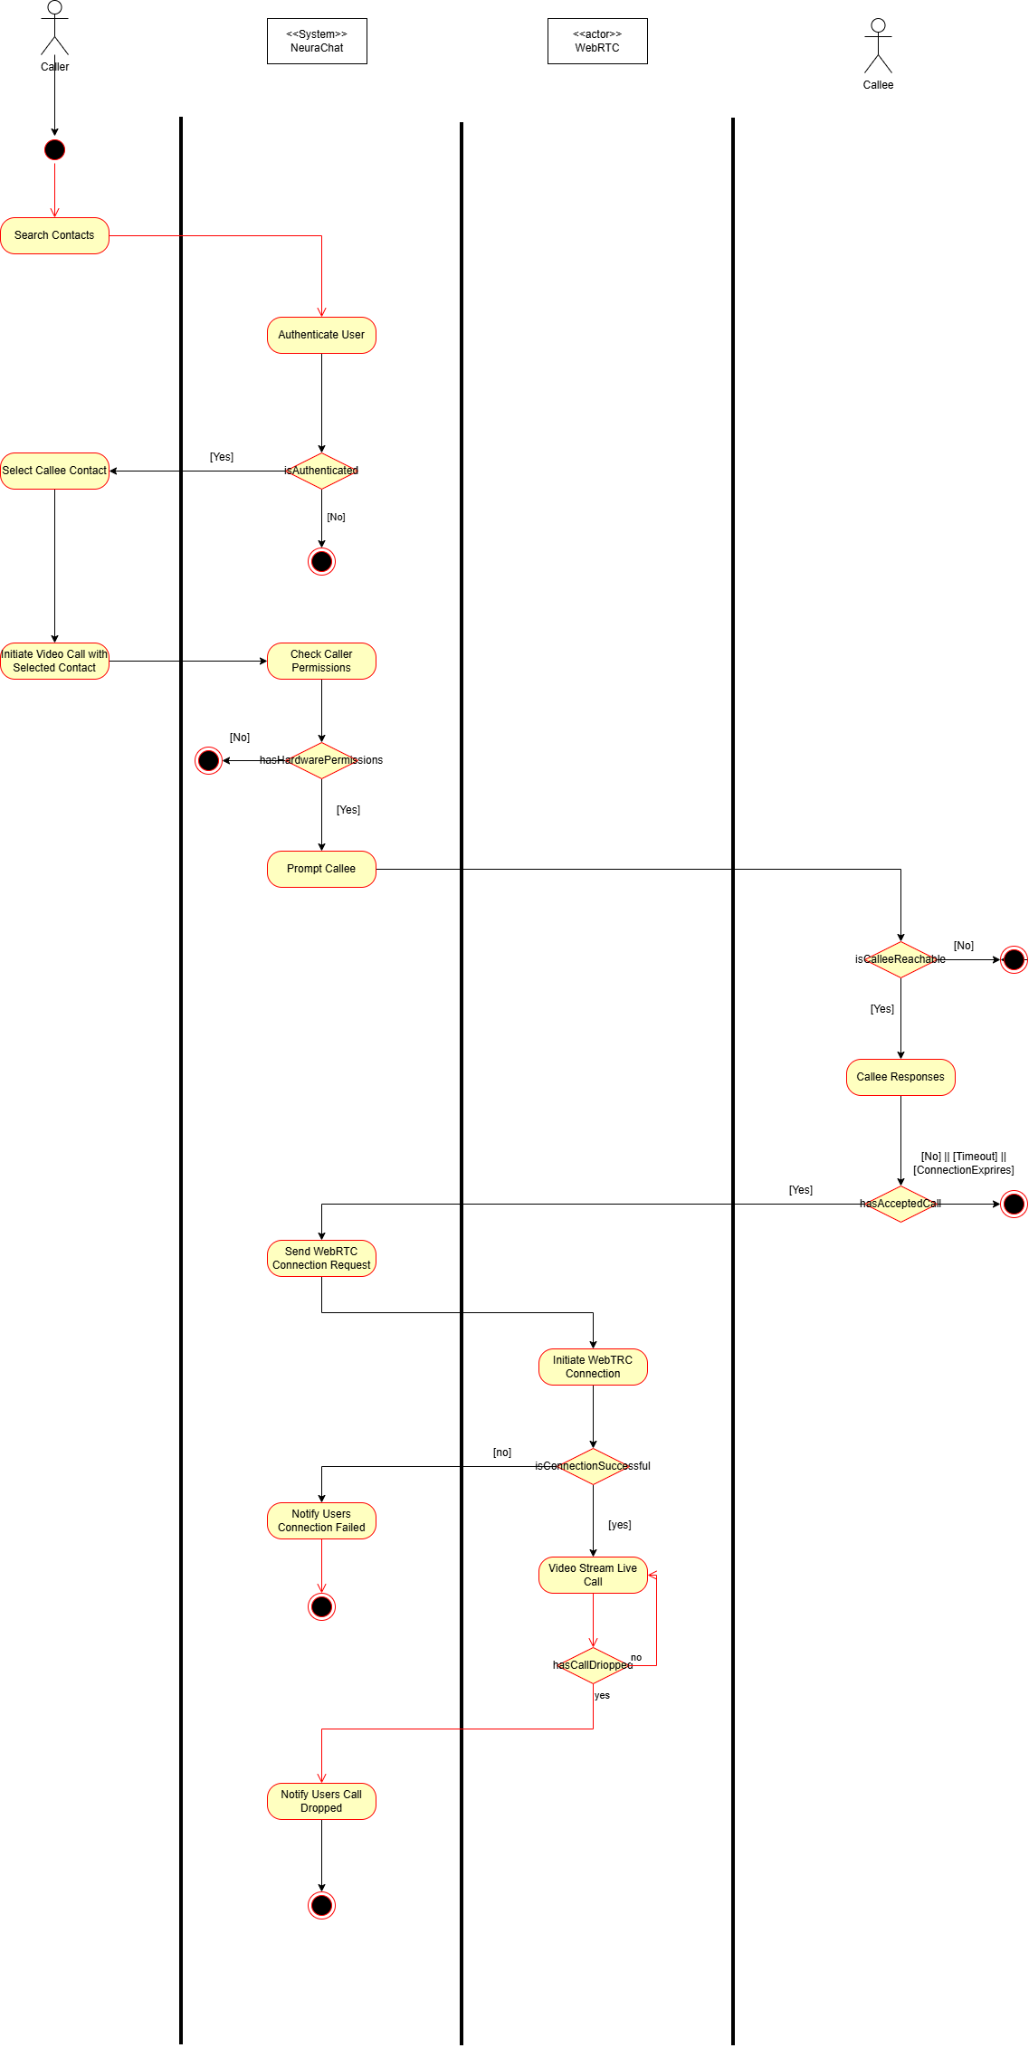 <<System>>
NeuraChat
<<actor>>
WebRTC
Caller
Callee
Search Contacts
Authenticate User
[Yes]
Select Callee Contact
isAuthenticated
[No]
Initiate Video Call with
Selected Contact
Check Caller
Permissions
[No]
hasHardwarePermissions
[Yes]
Prompt Callee
[No]
isCalleeReachable
[Yes]
Callee Responses
[No] || [Timeout] ||
[ConnectionExprires]
[Yes]
hasAcceptedCall
Send WebRTC
Connection Request
Initiate WebTRC
Connection
[no]
isConnectionSuccessful
Notify Users
Connection Failed
[yes]
Video Stream Live
Call
no
hasCallDriopped
yes
Notify Users Call
Dropped